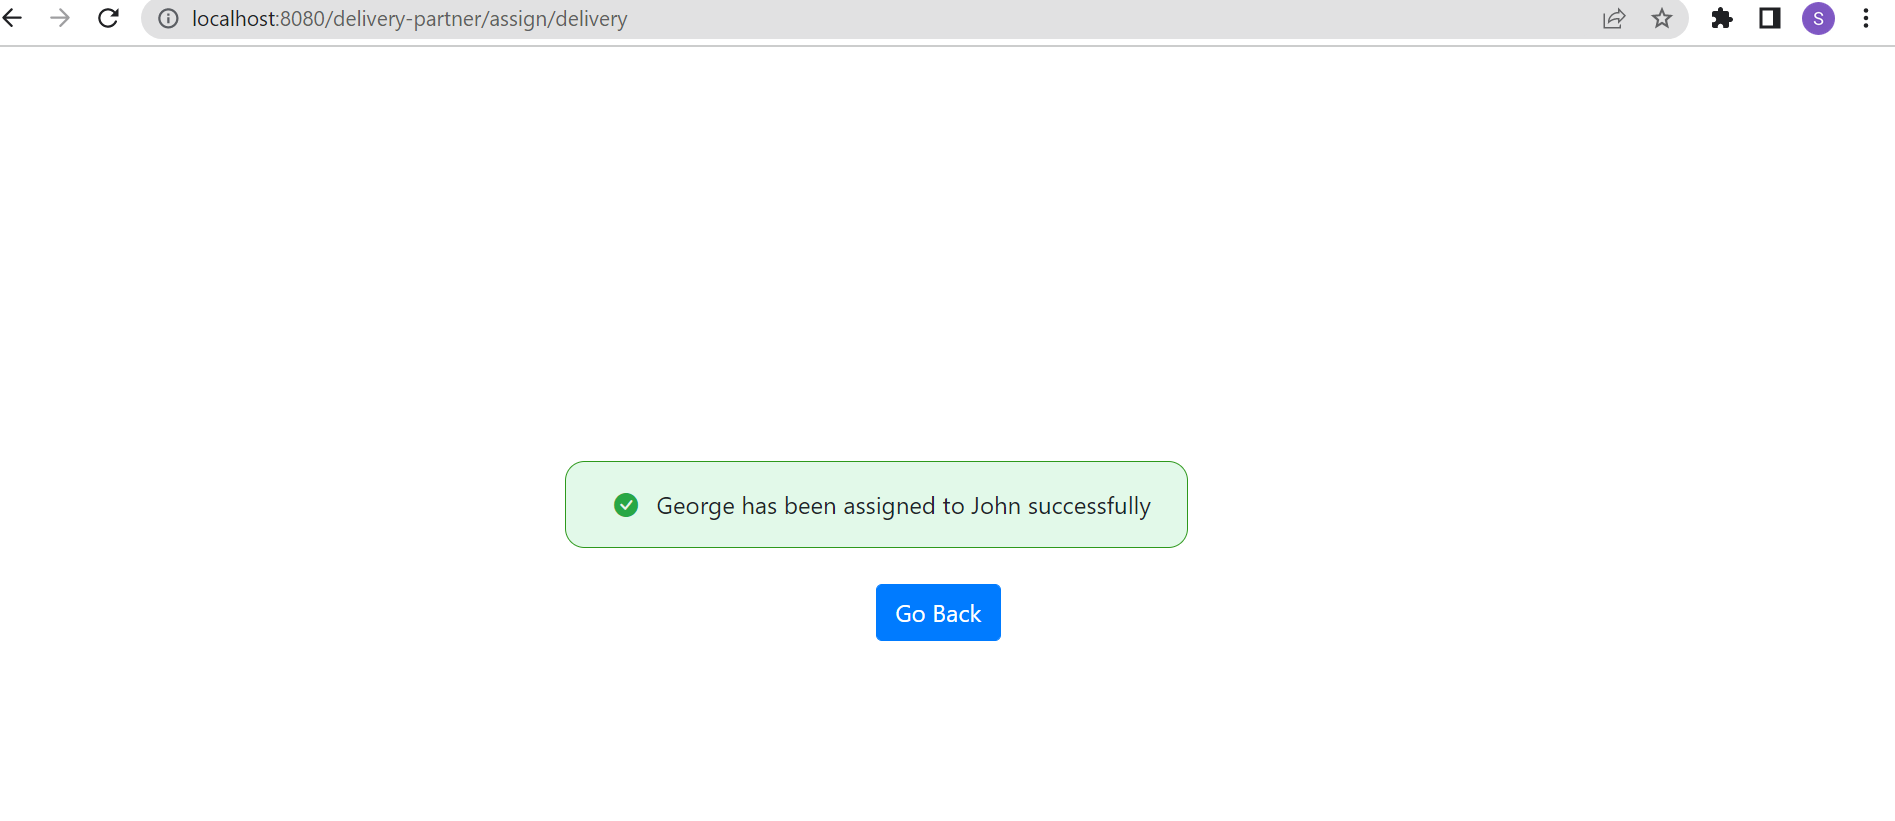 localhost:8080/delivery-partner/assign/delivery
S
George has been assigned to John successfully
Go Back